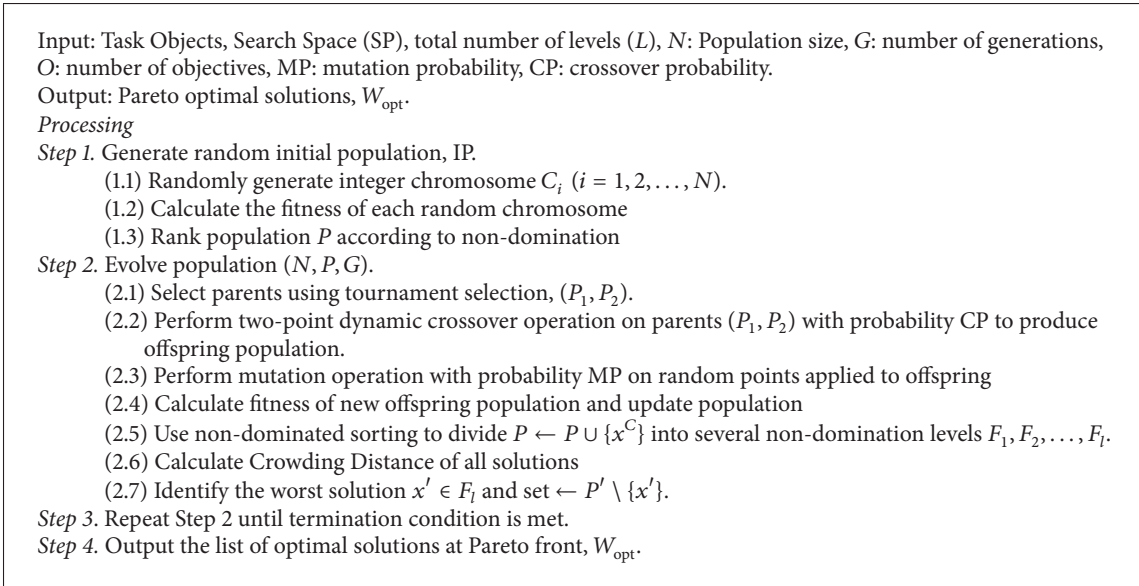 Input: Task Objects, Search Space (SP), total number of levels (L), N: Population size, G: number of generations,
O: number of objectives, MP: mutation probability, CP: crossover probability.
Output: Pareto optimal solutions, W_opt.
Processing
Step 1. Generate random initial population, IP.
(1.1) Randomly generate integer chromosome C_i (i = 1, 2, . . . , N).
(1.2) Calculate the fitness of each random chromosome
(1.3) Rank population P according to non-domination
Step 2. Evolve population (N, P, G).
(2.1) Select parents using tournament selection, (P_1, P_2).
(2.2) Perform two-point dynamic crossover operation on parents (P_1, P_2) with probability CP to produce
offspring population.
(2.3) Perform mutation operation with probability MP on random points applied to offspring
(2.4) Calculate fitness of new offspring population and update population
(2.5) Use non-dominated sorting to divide P ← P ∪ {x^C} into several non-domination levels F_1, F_2, . . . , F_l.
(2.6) Calculate Crowding Distance of all solutions
(2.7) Identify the worst solution x′ ∈ F_l and set ← P′ \ {x′}.
Step 3. Repeat Step 2 until termination condition is met.
Step 4. Output the list of optimal solutions at Pareto front, W_opt.